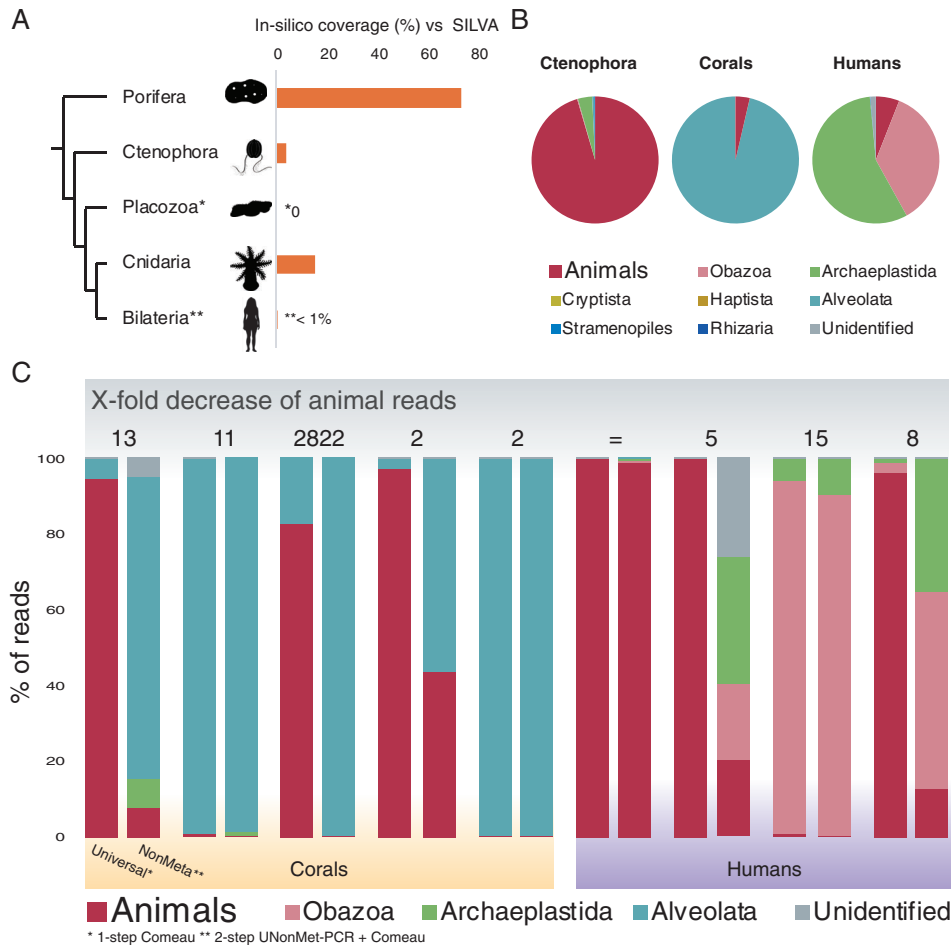 A
In-silico coverage (%) vs SILVA
0 20 40 60 80
Porifera
Ctenophora
Placozoa* *0
Cnidaria
Bilateria** **< 1%
B
Ctenophora Corals Humans
Animals Obazoa Archaeplastida
Cryptista Haptista Alveolata
Stramenopiles Rhizaria Unidentified
C
X-fold decrease of animal reads
13 11 2822 2 2 = 5 15 8
100
80
60
40
20
0
% of reads
Universal* NonMeta**
Corals Humans
Animals Obazoa Archaeplastida Alveolata Unidentified
* 1-step Comeau ** 2-step UNonMet-PCR + Comeau